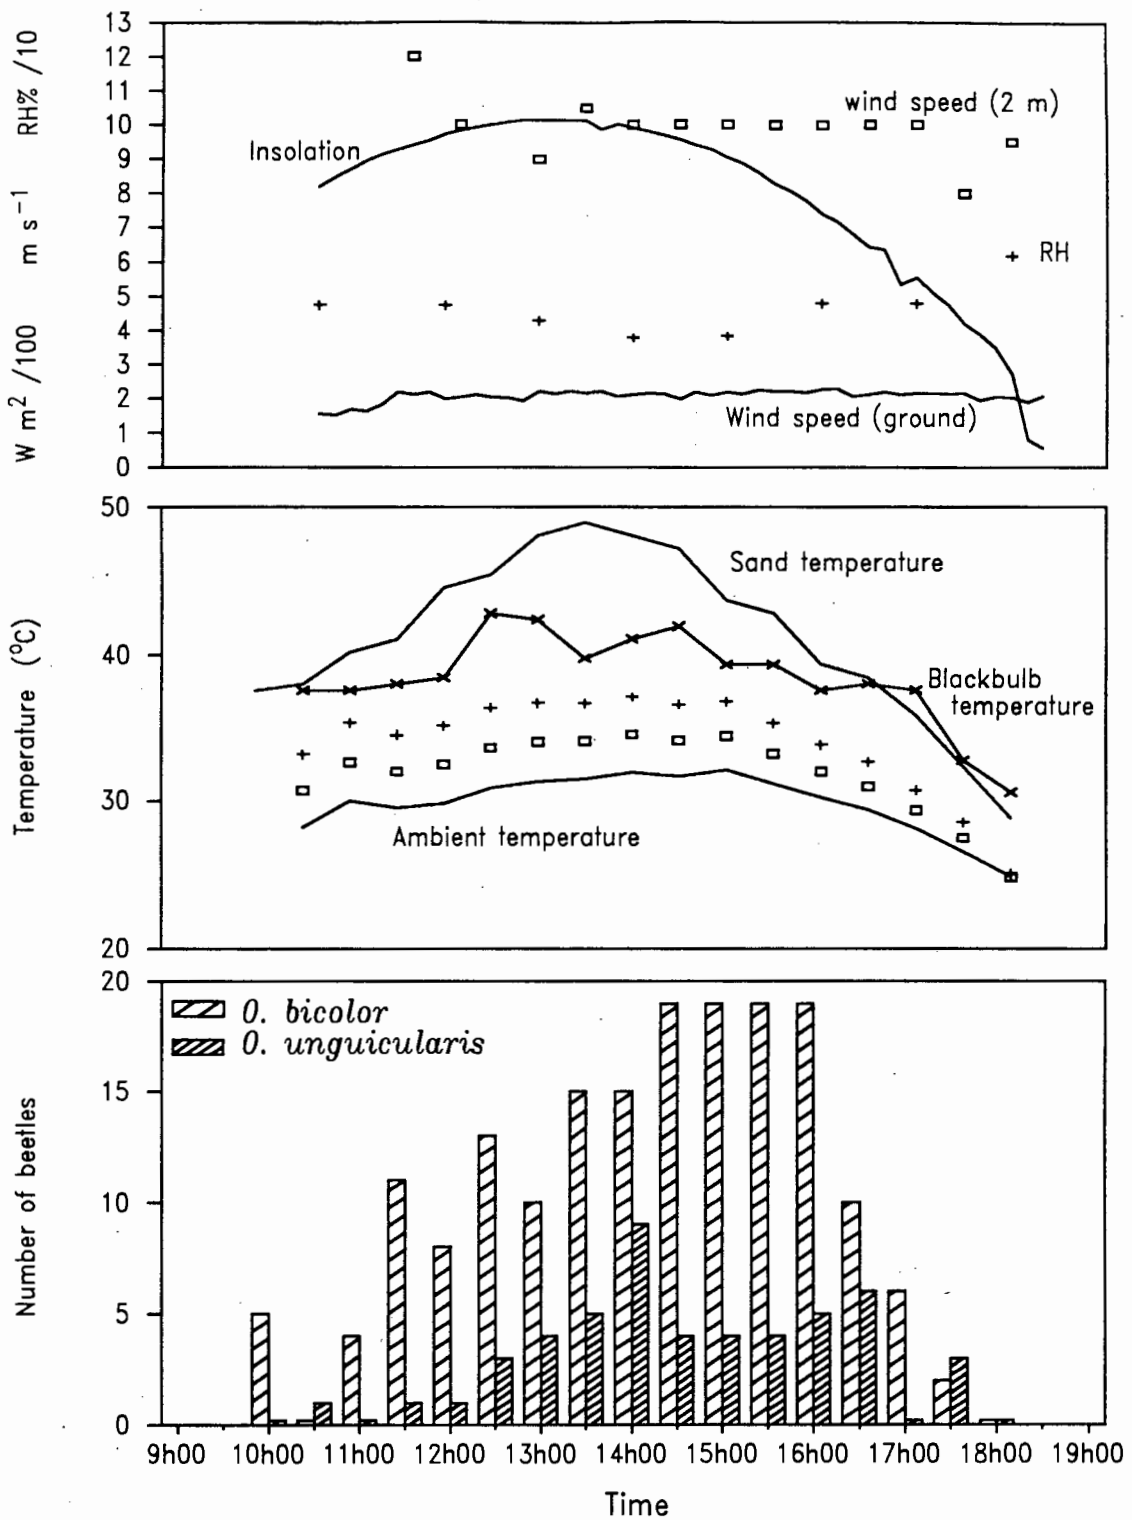 W m² /100 m s⁻¹ RH% /10
13
12
11
10
9
8
7
6
5
4
3
2
1
0
wind speed (2 m)
Insolation
RH
Wind speed (ground)
Temperature (°C)
50
40
30
20
Sand temperature
Blackbulb
temperature
Ambient temperature
Number of beetles
20
15
10
5
0
O. bicolor
O. unguicularis
9h00 10h00 11h00 12h00 13h00 14h00 15h00 16h00 17h00 18h00 19h00
Time